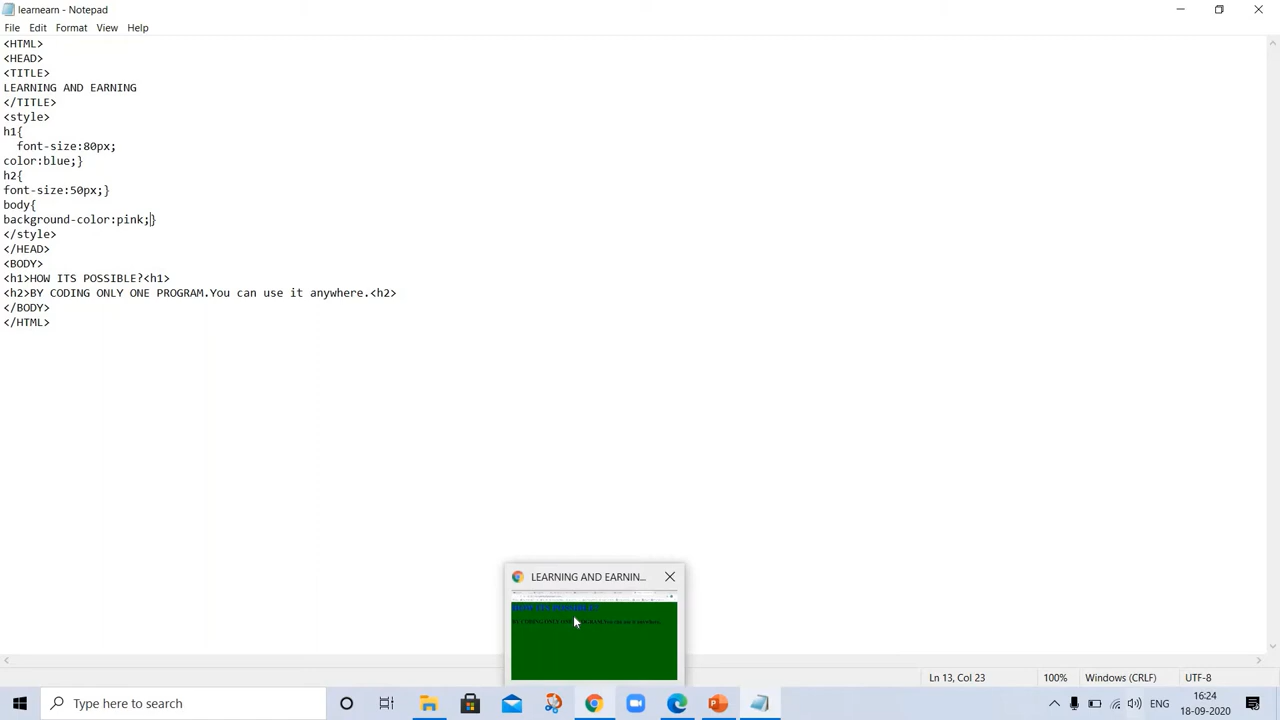 learnearn - Notepad
File Edit Format View Help
<HTML>
<HEAD>
<TITLE>
LEARNING AND EARNING
</TITLE>
<style>
h1{
  font-size:80px;
color:blue;}
h2{
font-size:50px;}
body{
background-color:pink;}
</style>
</HEAD>
<BODY>
<h1>HOW ITS POSSIBLE?<h1>
<h2>BY CODING ONLY ONE PROGRAM.You can use it anywhere.<h2>
</BODY>
</HTML>
LEARNING AND EARNIN...
Ln 13, Col 23 100% Windows (CRLF) UTF-8
Type here to search
ENG
16:24
18-09-2020